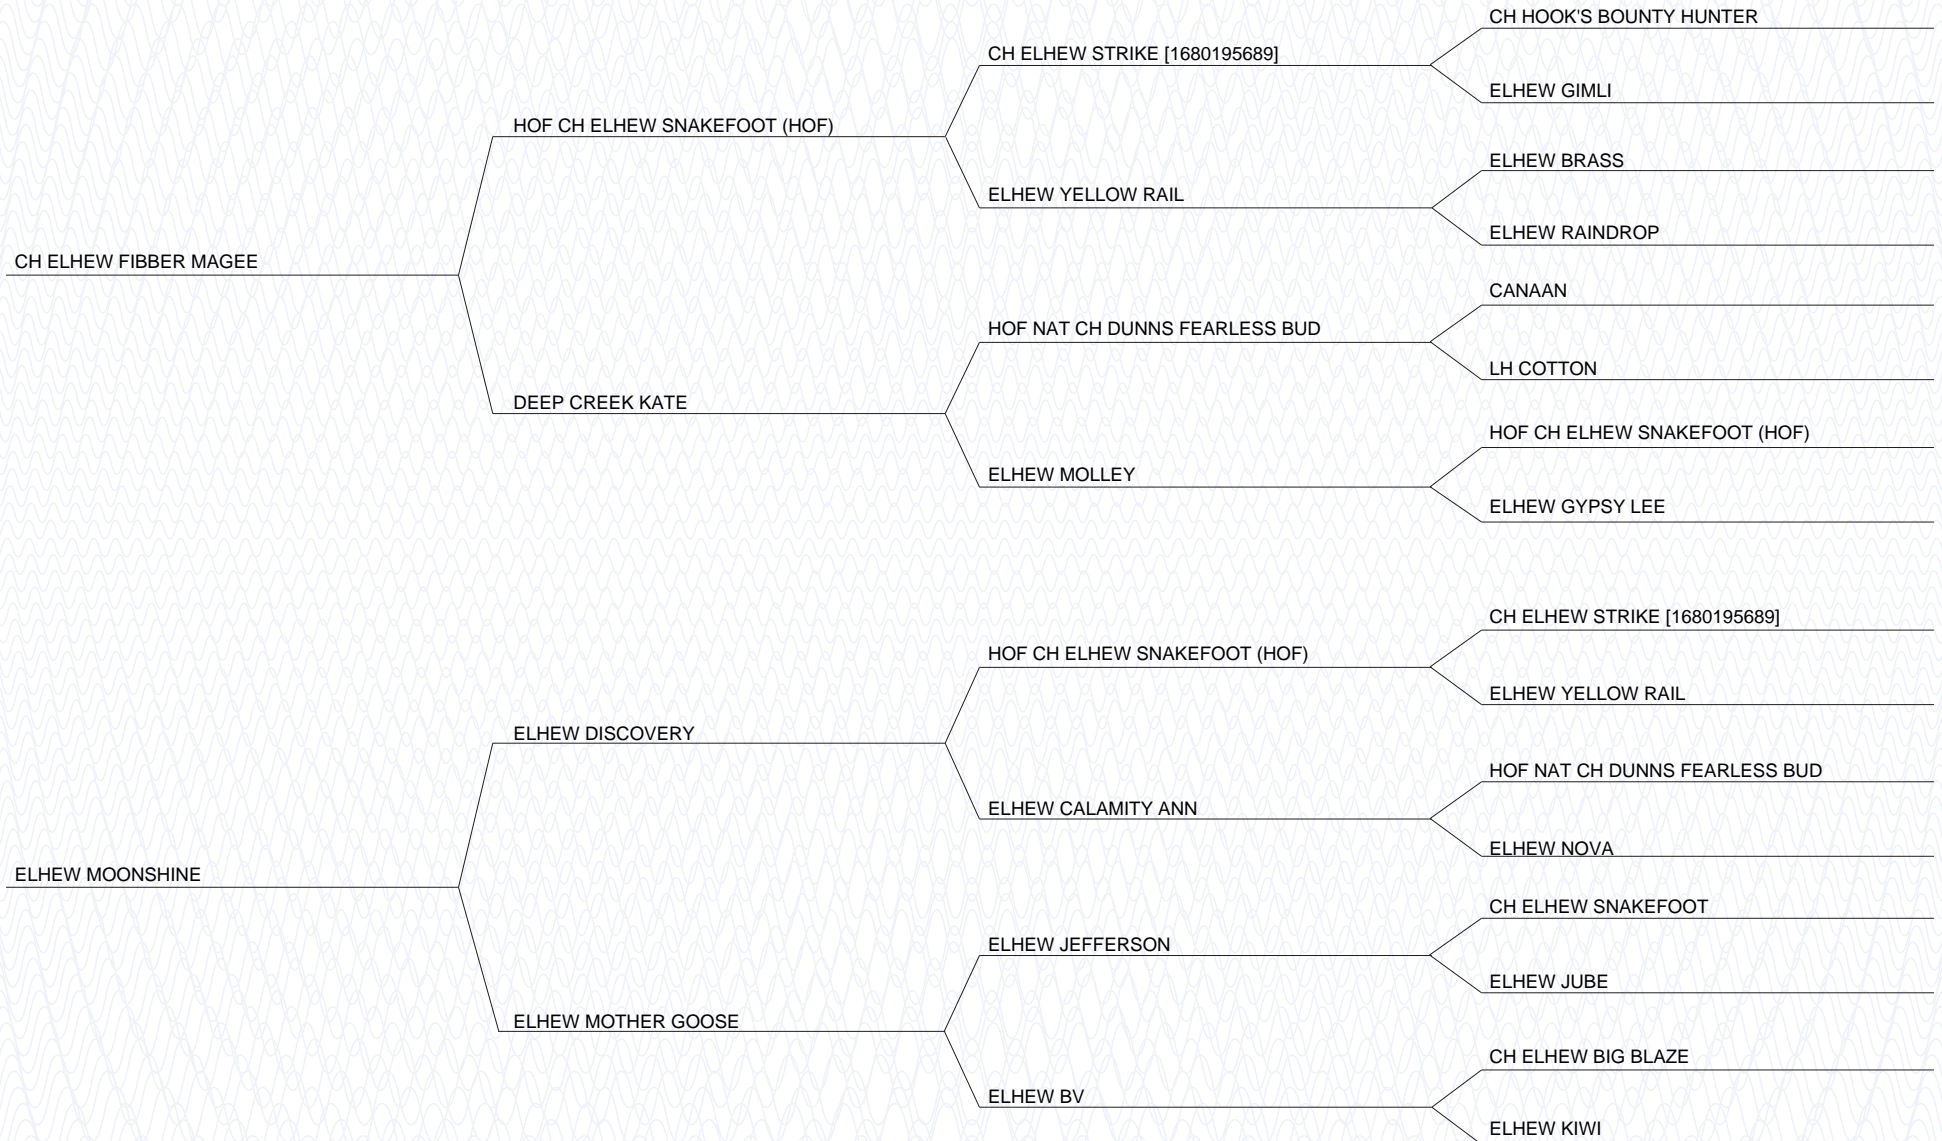 CH HOOK'S BOUNTY HUNTER
CH ELHEW STRIKE [1680195689]
ELHEW GIMLI
HOF CH ELHEW SNAKEFOOT (HOF)
ELHEW BRASS
ELHEW YELLOW RAIL
ELHEW RAINDROP
CH ELHEW FIBBER MAGEE
CANAAN
HOF NAT CH DUNNS FEARLESS BUD
LH COTTON
DEEP CREEK KATE
HOF CH ELHEW SNAKEFOOT (HOF)
ELHEW MOLLEY
ELHEW GYPSY LEE
CH ELHEW STRIKE [1680195689]
HOF CH ELHEW SNAKEFOOT (HOF)
ELHEW YELLOW RAIL
ELHEW DISCOVERY
HOF NAT CH DUNNS FEARLESS BUD
ELHEW CALAMITY ANN
ELHEW NOVA
ELHEW MOONSHINE
CH ELHEW SNAKEFOOT
ELHEW JEFFERSON
ELHEW JUBE
ELHEW MOTHER GOOSE
CH ELHEW BIG BLAZE
ELHEW BV
ELHEW KIWI